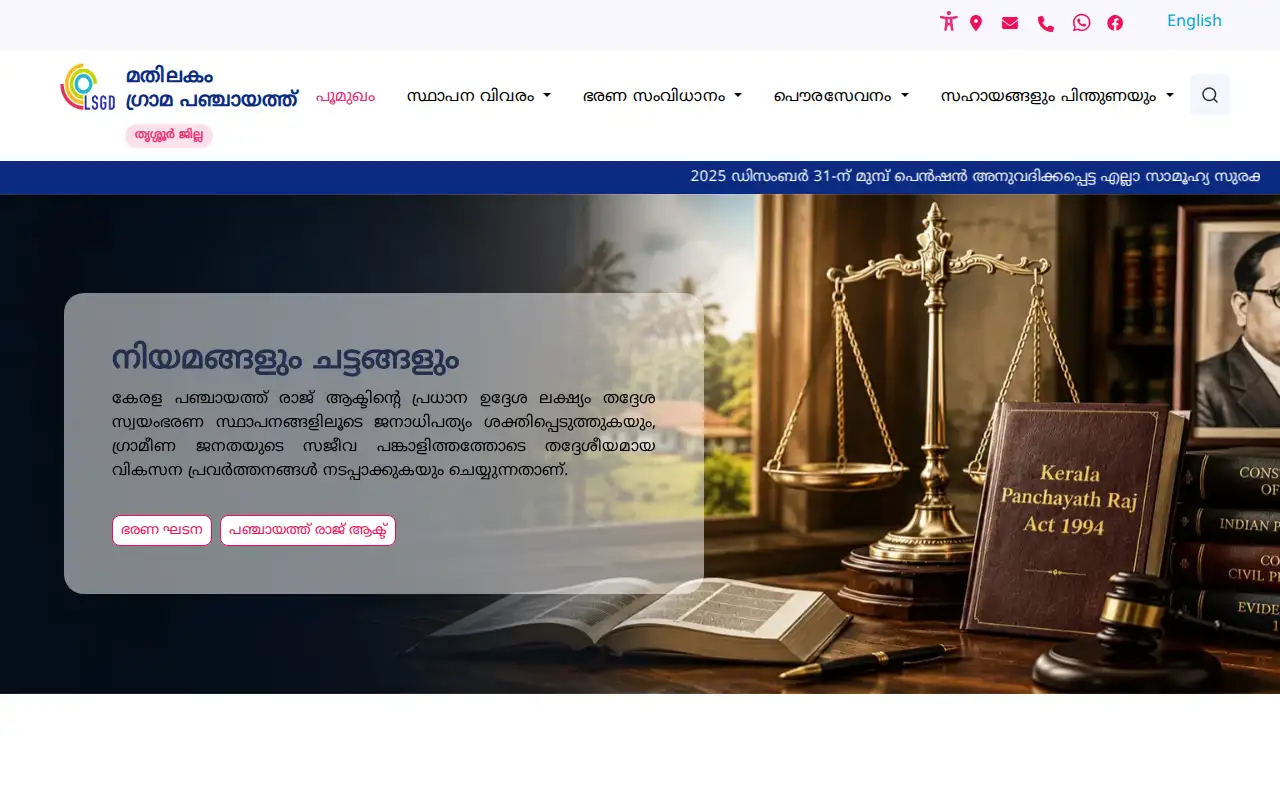 English
മതിലകം
ഗ്രാമ പഞ്ചായത്ത്
LSGD
തൃശ്ശൂർ ജില്ല
പൂമുഖം
സ്ഥാപന വിവരം
ഭരണ സംവിധാനം
പൌരസേവനം
സഹായങ്ങളും പിന്തുണയും
2025 ഡിസംബർ 31-ന് മുമ്പ് പെൻഷൻ അനുവദിക്കപ്പെട്ട എല്ലാ സാമൂഹ്യ
നിയമങ്ങളും ചട്ടങ്ങളും
കേരള പഞ്ചായത്ത് രാജ് ആക്ടിന്റെ പ്രധാന ഉദ്ദേശ ലക്ഷ്യം തദ്ദേശ
സ്വയംഭരണ സ്ഥാപനങ്ങളിലൂടെ ജനാധിപത്യം ശക്തിപ്പെടുത്തുകയും,
ഗ്രാമീണ ജനതയുടെ സജീവ പങ്കാളിത്തത്തോടെ തദ്ദേശീയമായ
വികസന പ്രവർത്തനങ്ങൾ നടപ്പാക്കുകയും ചെയ്യുന്നതാണ്.
ഭരണ ഘടന
പഞ്ചായത്ത് രാജ് ആക്ട്
Kerala
Panchayath Raj
Act 1994
INDIAN
CIVIL